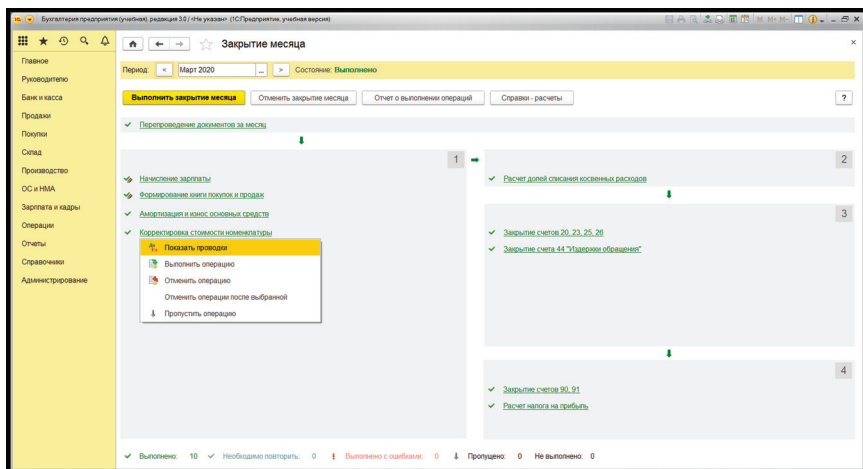 Бухгалтерия предприятия (учебная), редакция 3.0 / <Не указан> (1С:Предприятие, учебная версия)
M M+ M-
Главное
Руководителю
Банк и касса
Продажи
Покупки
Склад
Производство
ОС и НМА
Зарплата и кадры
Операции
Отчеты
Справочники
Администрирование
Закрытие месяца
Период: < Март 2020 ... > Состояние: Выполнено
Выполнить закрытие месяца Отменить закрытие месяца Отчет о выполнении операций Справки - расчеты ?
Перепроведение документов за месяц
1
Начисление зарплаты
Формирование книги покупок и продаж
Амортизация и износ основных средств
Корректировка стоимости номенклатуры
Показать проводки
Выполнить операцию
Отменить операцию
Отменить операции после выбранной
Пропустить операцию
2
Расчет долей списания косвенных расходов
3
Закрытие счетов 20, 23, 25, 26
Закрытие счета 44 "Издержки обращения"
4
Закрытие счетов 90, 91
Расчет налога на прибыль
Выполнено: 10 Необходимо повторить: 0 Выполнено с ошибками: 0 Пропущено: 0 Не выполнено: 0